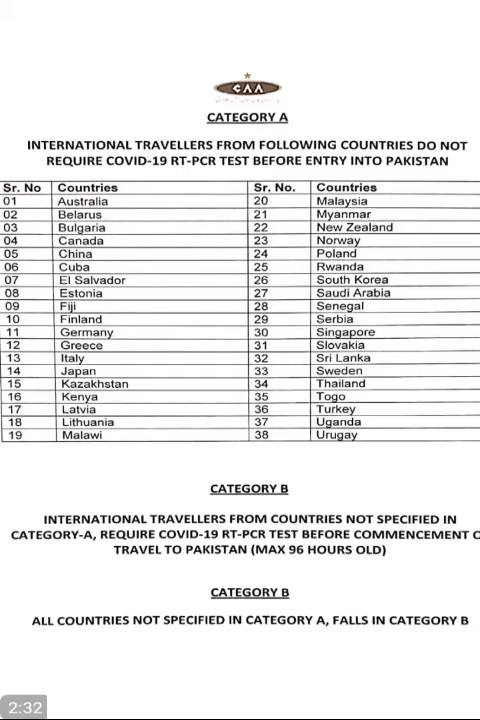 CAA
CATEGORY A
INTERNATIONAL TRAVELLERS FROM FOLLOWING COUNTRIES DO NOT
REQUIRE COVID-19 RT-PCR TEST BEFORE ENTRY INTO PAKISTAN
Sr. No Countries Sr. No. Countries
01 Australia 20 Malaysia
02 Belarus 21 Myanmar
03 Bulgaria 22 New Zealand
04 Canada 23 Norway
05 China 24 Poland
06 Cuba 25 Rwanda
07 El Salvador 26 South Korea
08 Estonia 27 Saudi Arabia
09 Fiji 28 Senegal
10 Finland 29 Serbia
11 Germany 30 Singapore
12 Greece 31 Slovakia
13 Italy 32 Sri Lanka
14 Japan 33 Sweden
15 Kazakhstan 34 Thailand
16 Kenya 35 Togo
17 Latvia 36 Turkey
18 Lithuania 37 Uganda
19 Malawi 38 Urugay
CATEGORY B
INTERNATIONAL TRAVELLERS FROM COUNTRIES NOT SPECIFIED IN
CATEGORY-A, REQUIRE COVID-19 RT-PCR TEST BEFORE COMMENCEMENT O
TRAVEL TO PAKISTAN (MAX 96 HOURS OLD)
CATEGORY B
ALL COUNTRIES NOT SPECIFIED IN CATEGORY A, FALLS IN CATEGORY B
2:32